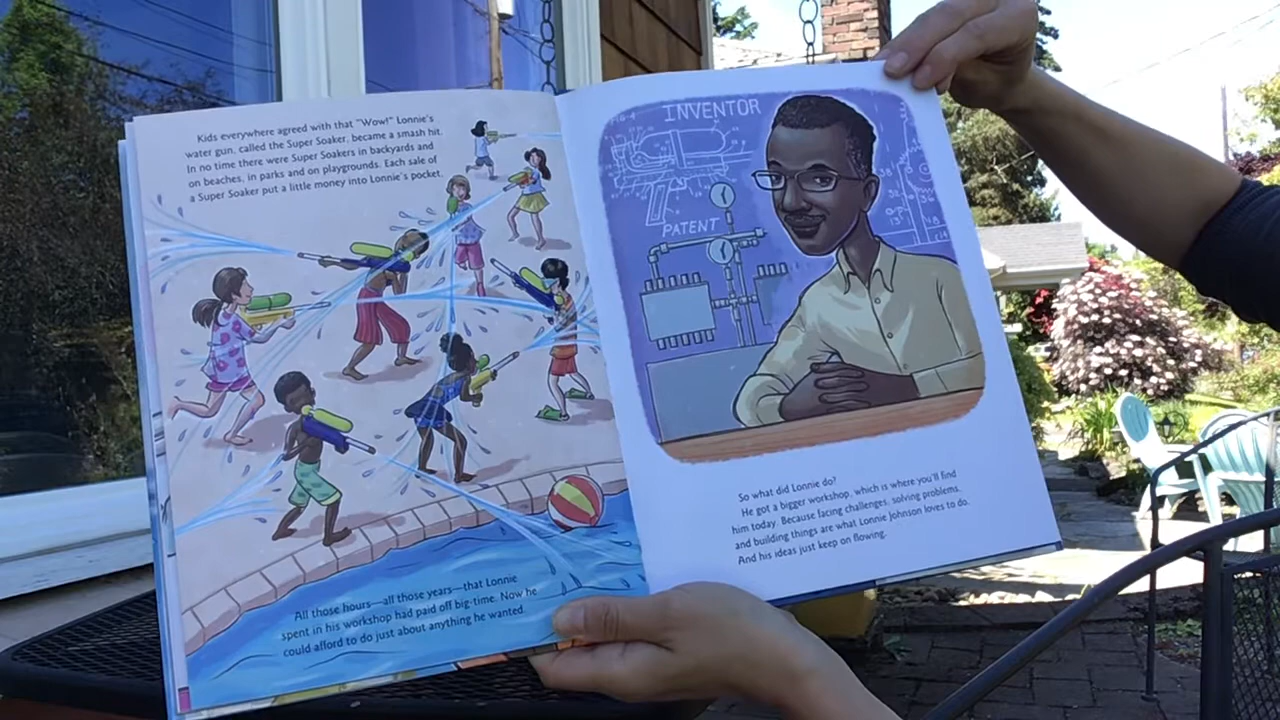 Kids everywhere agreed with that "Wow!" Lonnie's
water gun, called the Super Soaker, became a smash hit.
In no time there were Super Soakers in backyards and
on beaches, in parks and on playgrounds. Each sale of
a Super Soaker put a little money into Lonnie's pocket.
All those hours—all those years—that Lonnie
spent in his workshop had paid off big-time. Now he
could afford to do just about anything he wanted.
INVENTOR
PATENT
So what did Lonnie do?
He got a bigger workshop, which is where you'll find
him today. Because facing challenges, solving problems,
and building things are what Lonnie Johnson loves to do.
And his ideas just keep on flowing.